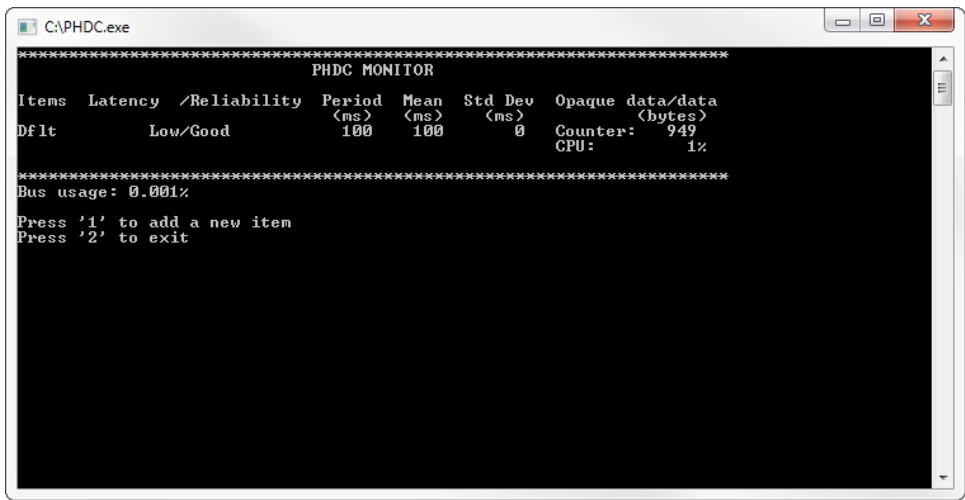 C:\PHDC.exe
******************************************************************************
PHDC MONITOR
Items Latency /Reliability Period Mean Std Dev Opaque data/data
(ms) (ms) (ms) (bytes)
Dflt Low/Good 100 100 0 Counter: 949
CPU: 1%
******************************************************************************
Bus usage: 0.001%
Press '1' to add a new item
Press '2' to exit